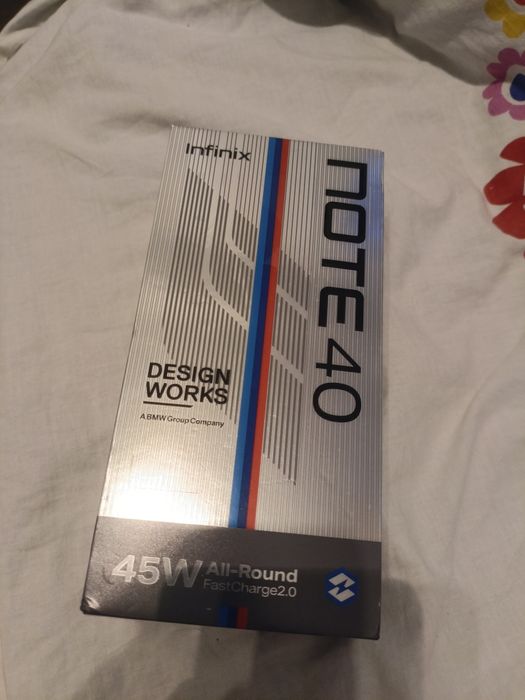 Infinix
NOTE 40
DESIGN
WORKS
A BMW Group Company
45W All-Round
FastCharge2.0